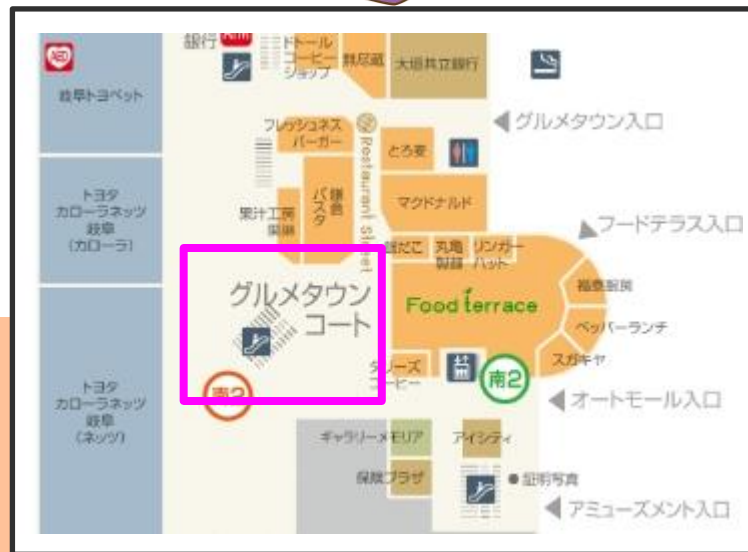 銀行
ATM
ドトール
コーヒー
ショップ
大垣共立銀行
AED
岐阜トヨペット
グルメタウン入口
フレッシュネス
バーガー
とろ麦
Restaurant Street
トヨタ
カローラネッツ
岐阜
(カローラ)
果汁工房
果琳
鎌倉
パスタ
マクドナルド
フードテラス入口
銀だこ
丸亀
製麺
リンガー
ハット
グルメタウン
コート
Food terrace
ペッパーランチ
スガキヤ
タリーズ
コーヒー
南2
南2
トヨタ
カローラネッツ
岐阜
(ネッツ)
オートモール入口
ギャラリーメモリア
アイシティ
保険プラザ
証明写真
アミューズメント入口